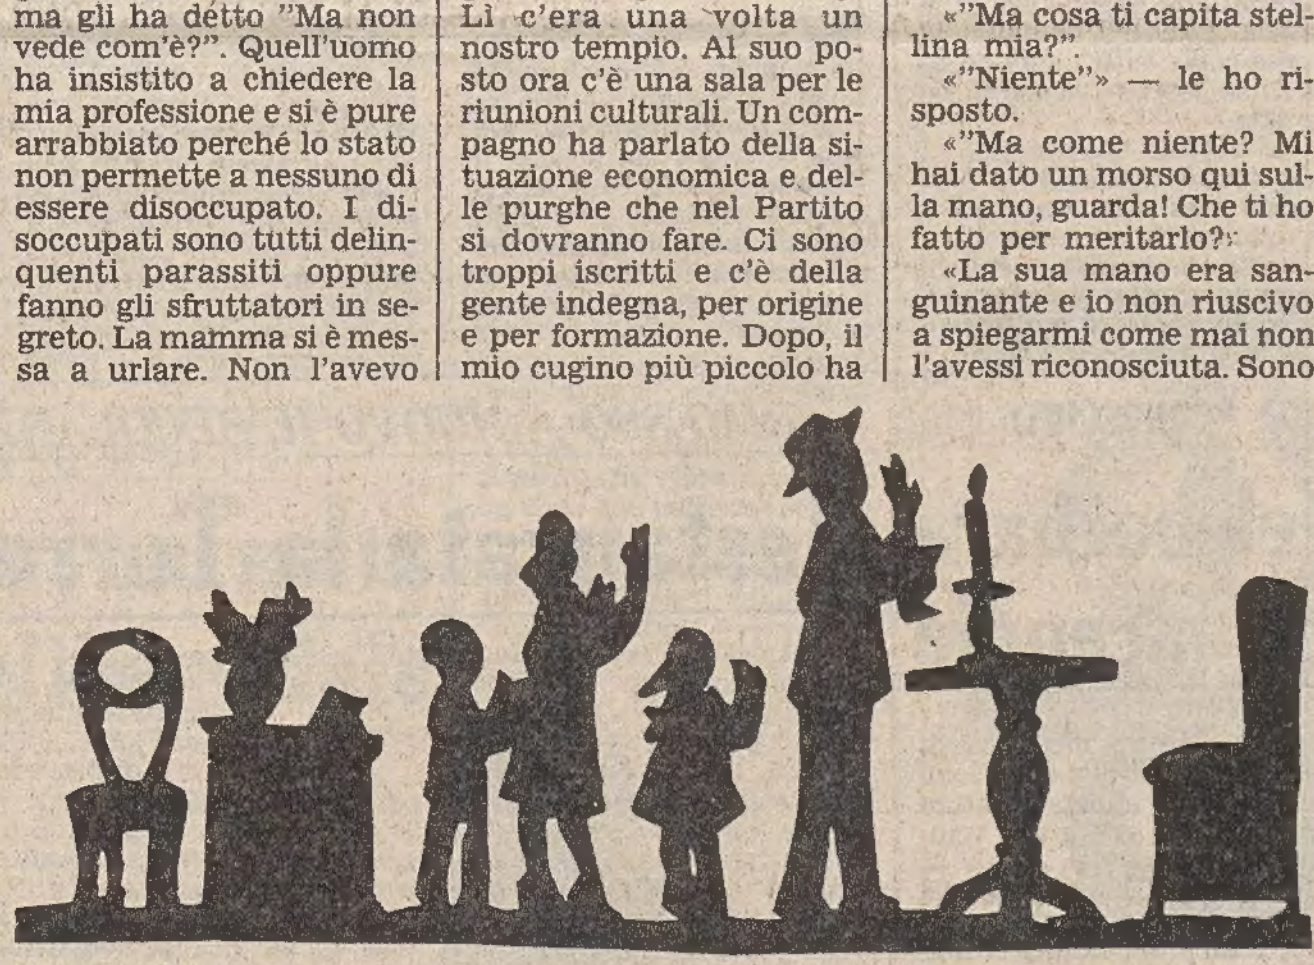 ma gli ha détto "Ma non
vede com'è?". Quell'uomo
ha insistito a chiedere la
mia professione e si è pure
arrabbiato perché lo stato
non permette a nessuno di
essere disoccupato. I di-
soccupati sono tutti delin-
quenti parassiti oppure
fanno gli sfruttatori in se-
greto. La mamma si è mes-
sa a urlare. Non l'avevo
Lì c'era una volta un
nostro tempio. Al suo po-
sto ora c'è una sala per le
riunioni culturali. Un com-
pagno ha parlato della si-
tuazione economica e del-
le purghe che nel Partito
si dovranno fare. Ci sono
troppi iscritti e c'è della
gente indegna, per origine
e per formazione. Dopo, il
mio cugino più piccolo ha
«"Ma cosa ti capita stel-
lina mia?".
«"Niente"» — le ho ri-
sposto.
«"Ma come niente? Mi
hai dato un morso qui sul-
la mano, guarda! Che ti ho
fatto per meritarlo?
«La sua mano era san-
guinante e io non riuscivo
a spiegarmi come mai non
l'avessi riconosciuta. Sono